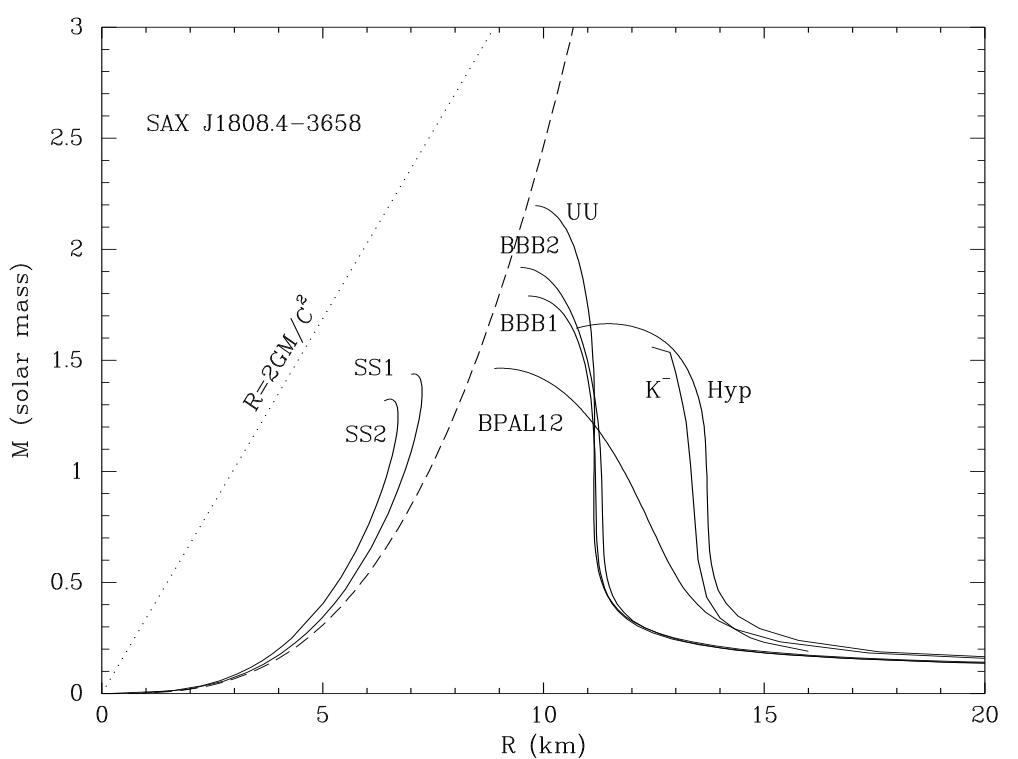 3
SAX J1808.4−3658
2.5
UU
2
BBB2
BBB1
M (solar mass)
R=2GM/C²
1.5
SS1
K⁻
Hyp
SS2
BPAL12
1
0.5
0
0
5
10
15
20
R (km)